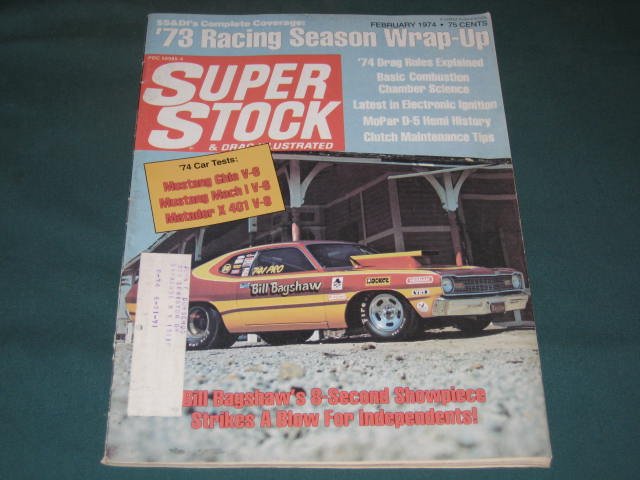 SS&DI's Complete Coverage:
FEBRUARY 1974 • 75 CENTS
'73 Racing Season Wrap-Up
SUPER
STOCK
& DRAG ILLUSTRATED
'74 Drag Rules Explained
Basic Combustion
Chamber Science
Latest in Electronic Ignition
MoPar D-5 Hemi History
Clutch Maintenance Tips
'74 Car Tests:
Mustang Ghia V-6
Mustang Mach I V-6
Matador X 401 V-8
Bill Bagshaw
HOOKER
Bill Bagshaw's 8-Second Showpiece
Strikes A Blow For Independents!